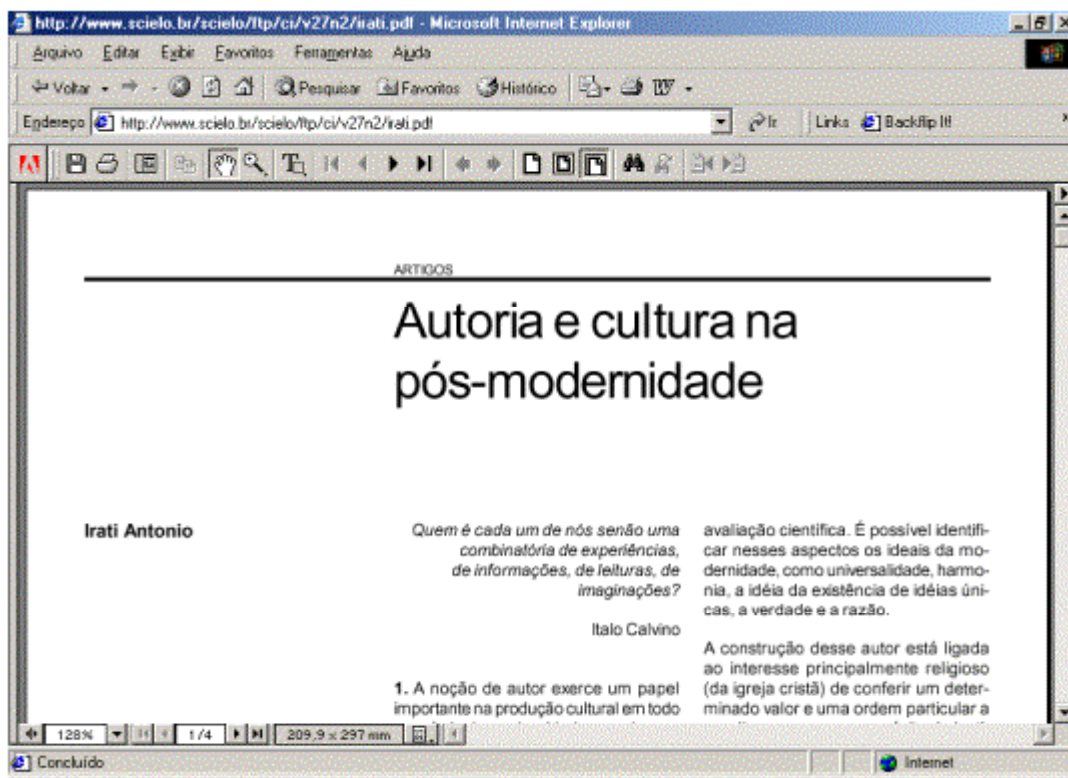 http://www.scielo.br/scielo/ftp/ci/v27n2/irati.pdf - Microsoft Internet Explorer
Arquivo Editar Exibir Favoritos Ferramentas Ajuda
Voltar Pesquisar Favoritos Histórico
Endereço http://www.scielo.br/scielo/ftp/ci/v27n2/irati.pdf Ir Links Backflip It!
ARTIGOS
Autoria e cultura na
pós-modernidade
Irati Antonio
Quem é cada um de nós senão uma
combinatória de experiências,
de informações, de leituras, de
imaginações?
Italo Calvino
1. A noção de autor exerce um papel
importante na produção cultural em todo
avaliação científica. É possível identifi-
car nesses aspectos os ideais da mo-
dernidade, como universalidade, harmo-
nia, a idéia da existência de idéias úni-
cas, a verdade e a razão.
A construção desse autor está ligada
ao interesse principalmente religioso
(da igreja cristã) de conferir um deter-
minado valor e uma ordem particular a
128% 1/4 209,9 x 297 mm
Concluído Internet